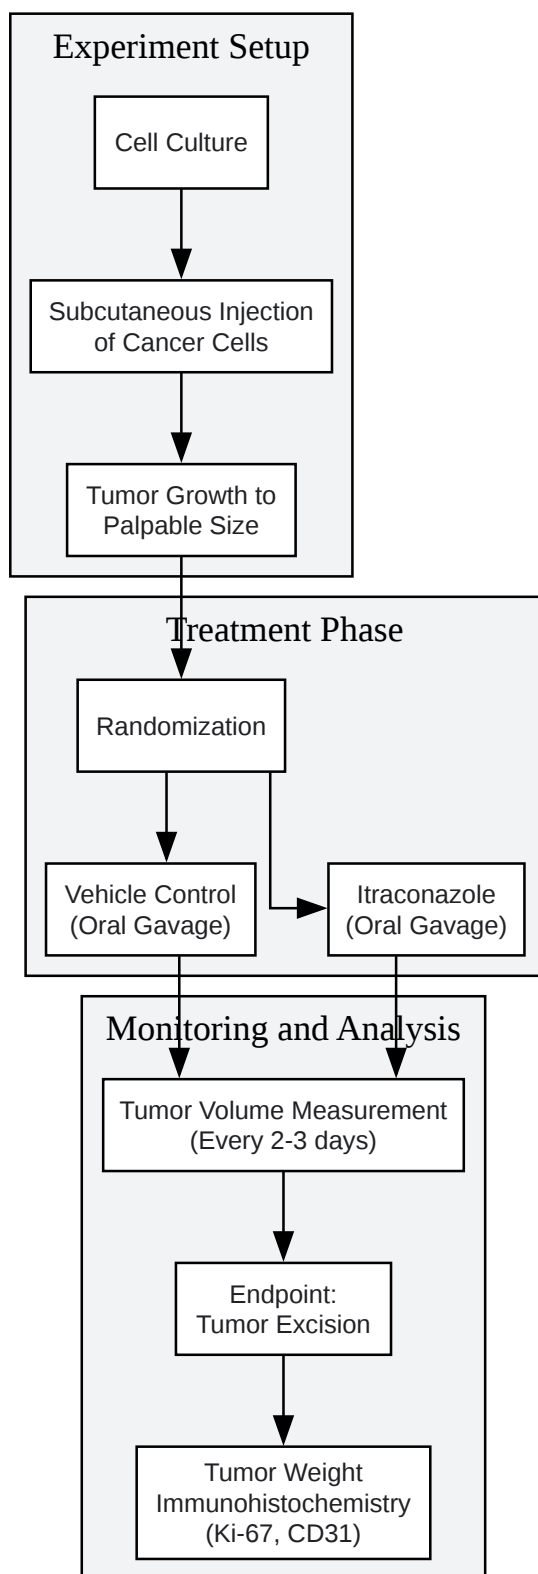 Experiment Setup
Cell Culture
Subcutaneous Injection
of Cancer Cells
Tumor Growth to
Palpable Size
Treatment Phase
Randomization
Vehicle Control
(Oral Gavage)
Itraconazole
(Oral Gavage)
Monitoring and Analysis
Tumor Volume Measurement
(Every 2-3 days)
Endpoint:
Tumor Excision
Tumor Weight
Immunohistochemistry
(Ki-67, CD31)